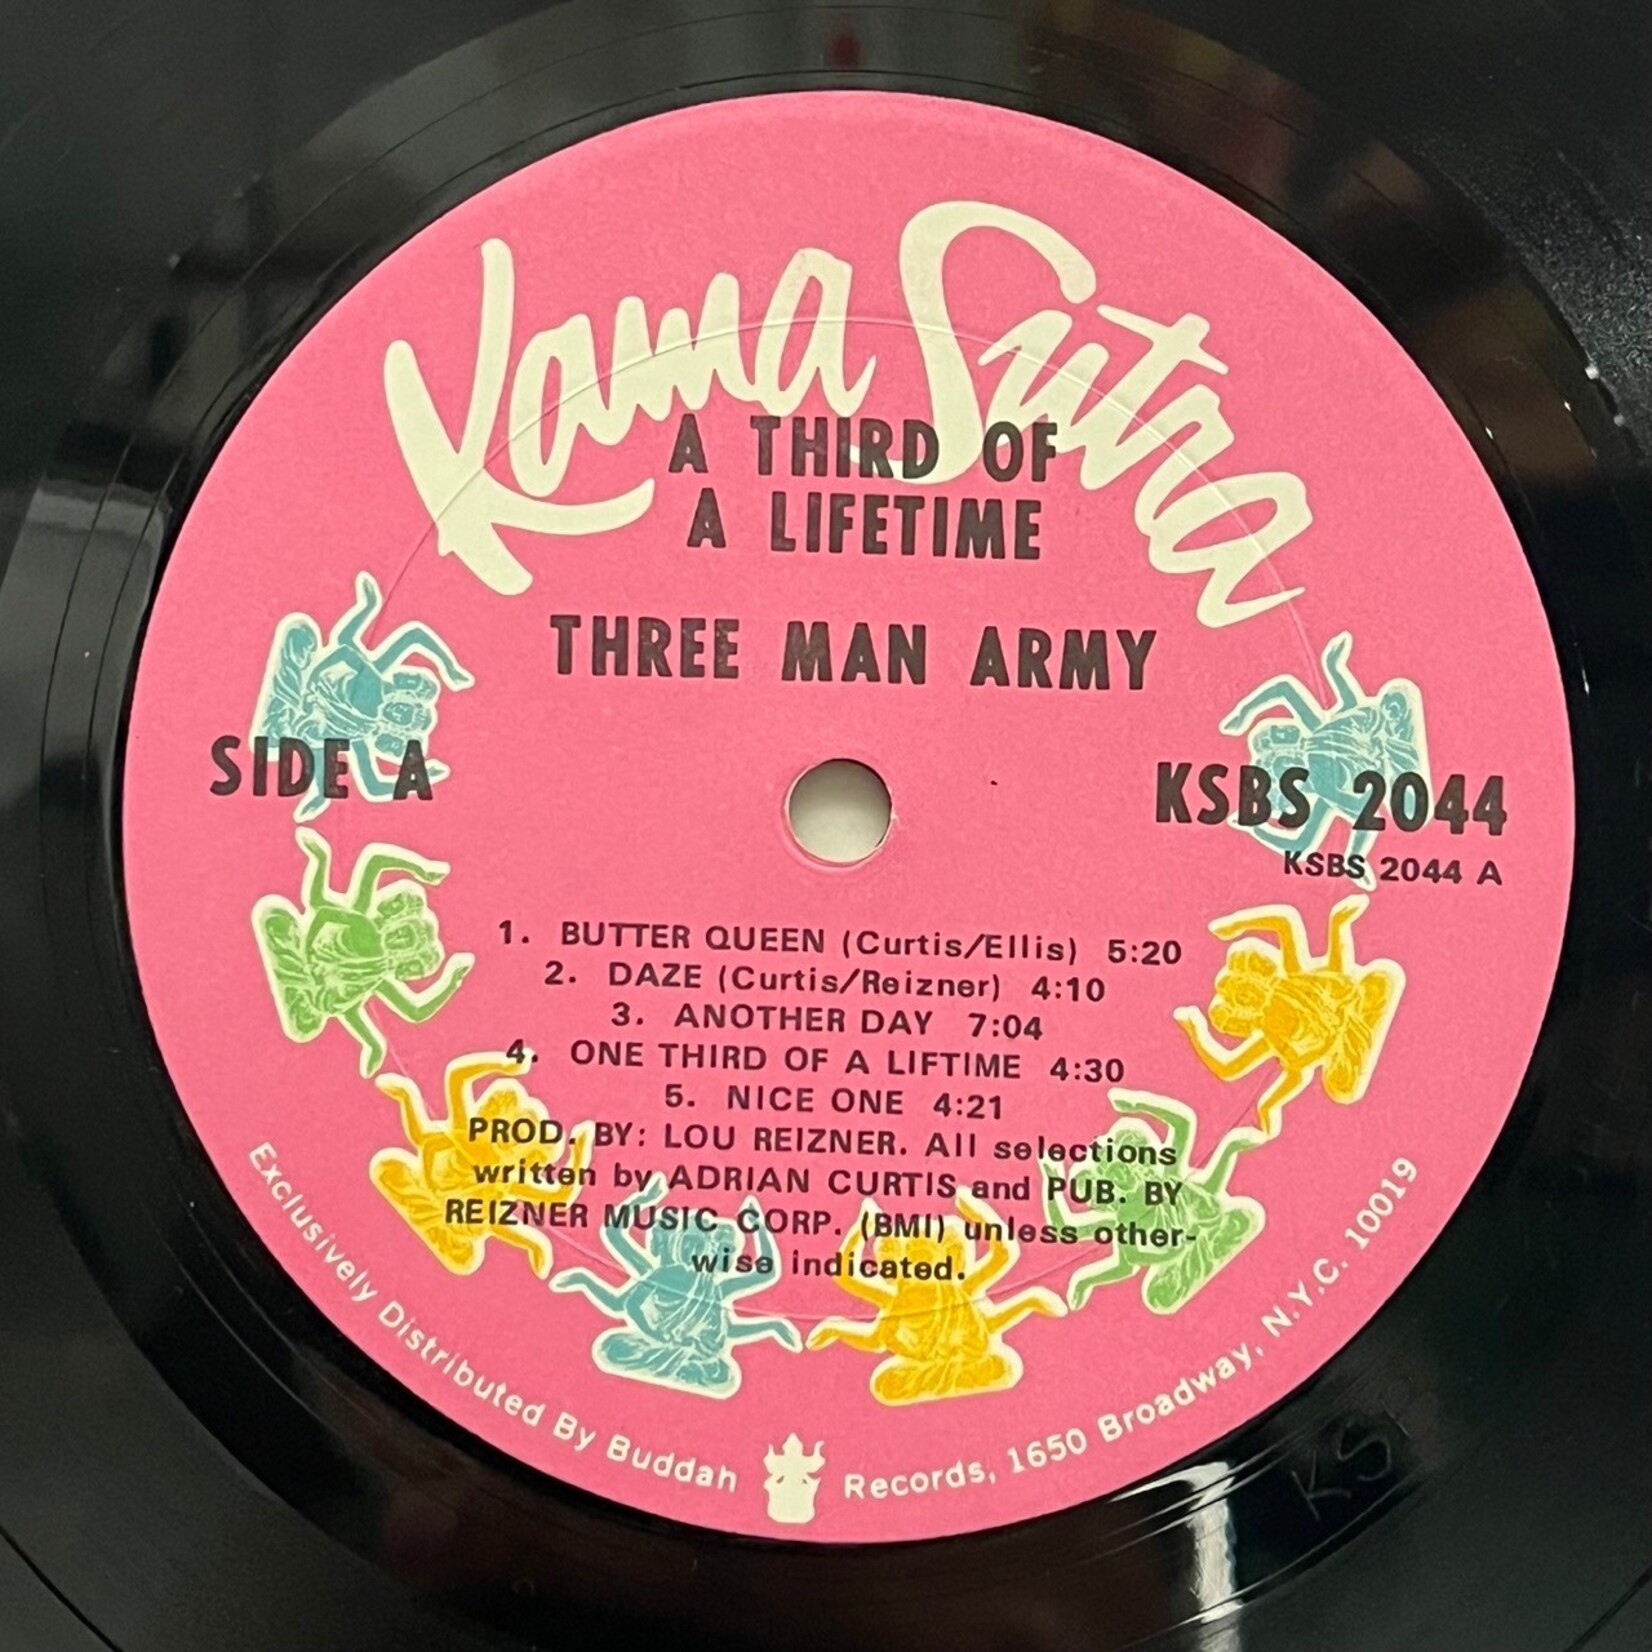 Kama Sutra
A THIRD OF
A LIFETIME
THREE MAN ARMY
SIDE A
KSBS 2044
KSBS 2044 A
1. BUTTER QUEEN (Curtis/Ellis) 5:20
2. DAZE (Curtis/Reizner) 4:10
3. ANOTHER DAY 7:04
4. ONE THIRD OF A LIFTIME 4:30
5. NICE ONE 4:21
PROD. BY: LOU REIZNER. All selections
written by ADRIAN CURTIS and PUB. BY
REIZNER MUSIC CORP. (BMI) unless other-
wise indicated.
Exclusively Distributed By Buddah Records, 1650 Broadway, N.Y.C. 10019
KS